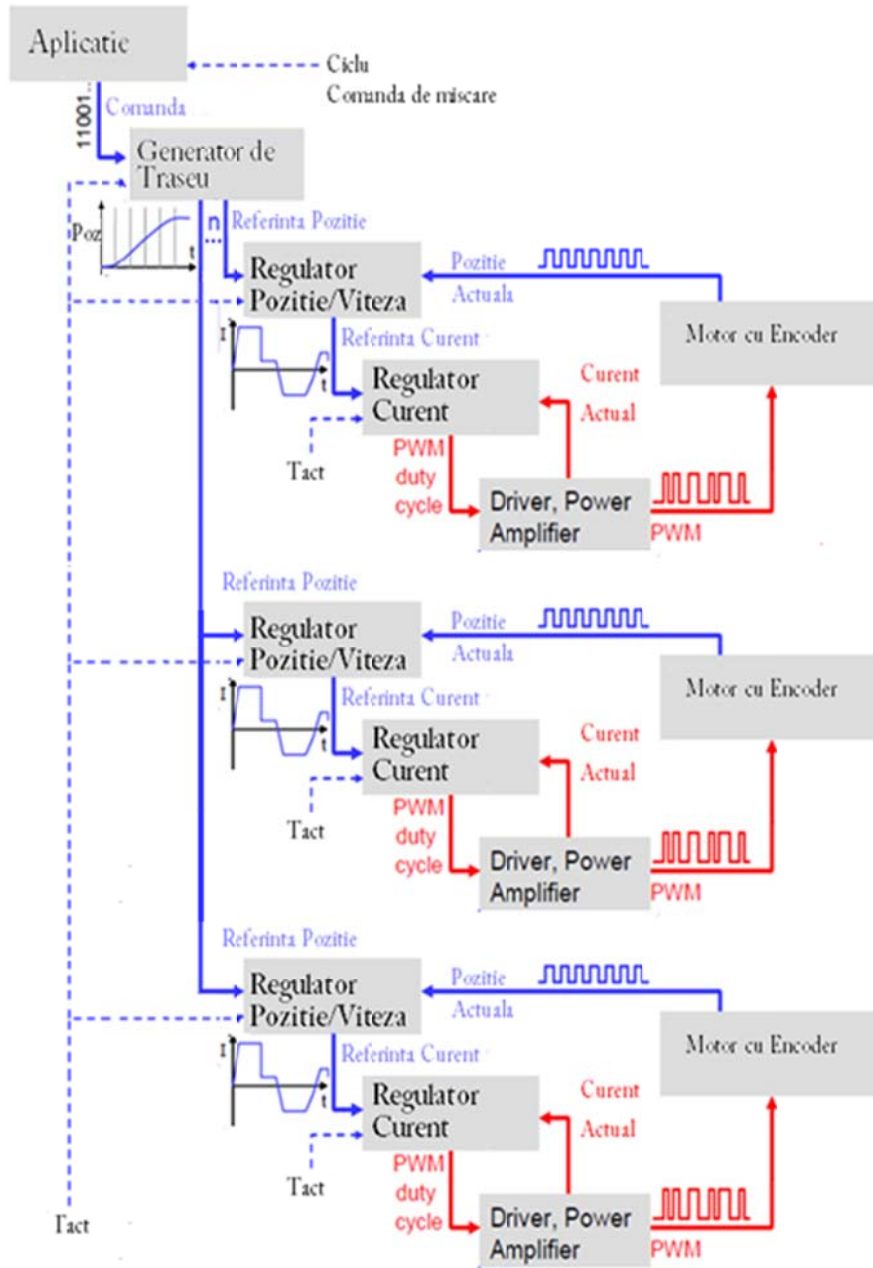 Aplicatie
Ciclu
Comanda de miscare
11001..
Comanda
Generator de
Traseu
Poz
t
n
...
Referinta Pozitie
Regulator
Pozitie/Viteza
Pozitie
Actuala
Motor cu Encoder
I
t
Referinta Curent
Regulator
Curent
Curent
Actual
Tact
PWM
duty
cycle
Driver, Power
Amplifier
PWM
Referinta Pozitie
Regulator
Pozitie/Viteza
Pozitie
Actuala
Motor cu Encoder
I
t
Referinta Curent
Regulator
Curent
Curent
Actual
Tact
PWM
duty
cycle
Driver, Power
Amplifier
PWM
Referinta Pozitie
Regulator
Pozitie/Viteza
Pozitie
Actuala
Motor cu Encoder
I
t
Referinta Curent
Regulator
Curent
Curent
Actual
Tact
PWM
duty
cycle
Driver, Power
Amplifier
PWM
Tact